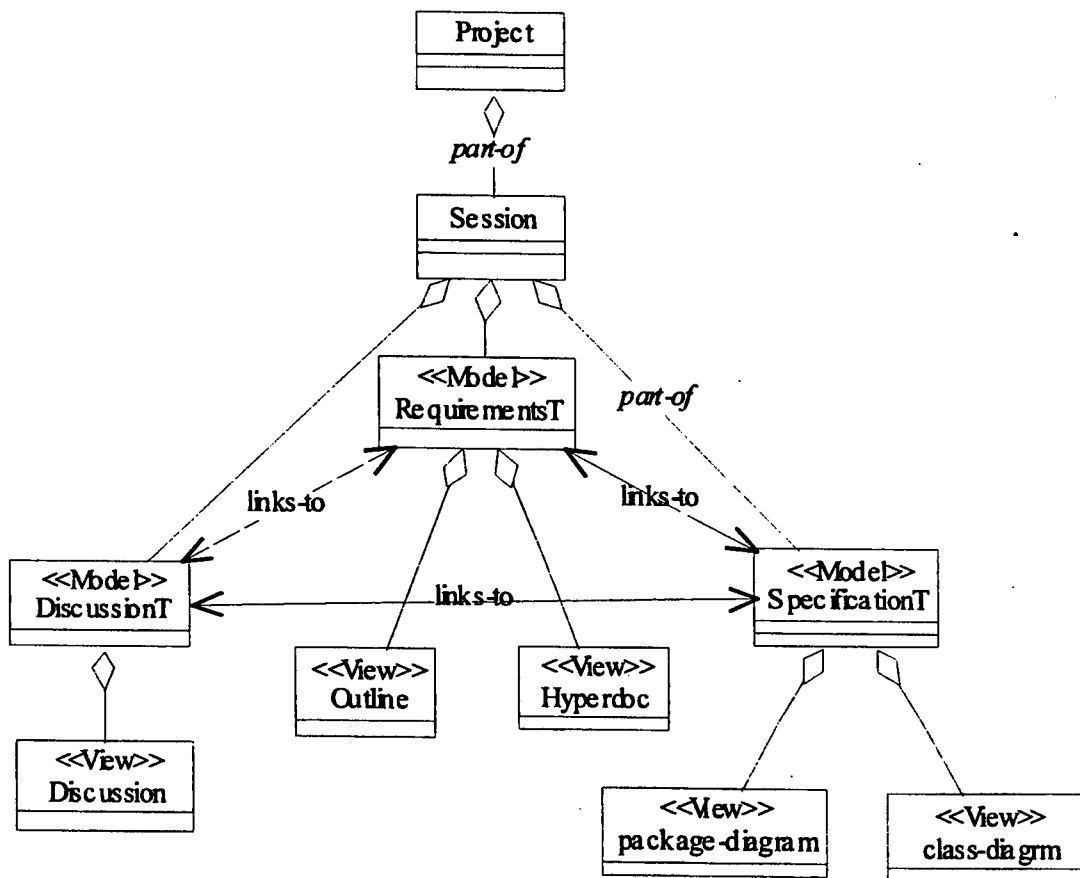 Project
part-of
Session
<<Model>>
RequirementsT
part-of
links-to
links-to
<<Model>>
DiscussionT
links-to
<<Model>>
SpecificationT
<<View>>
Outline
<<View>>
Hyperdoc
<<View>>
Discussion
<<View>>
package-diagram
<<View>>
class-diagrm